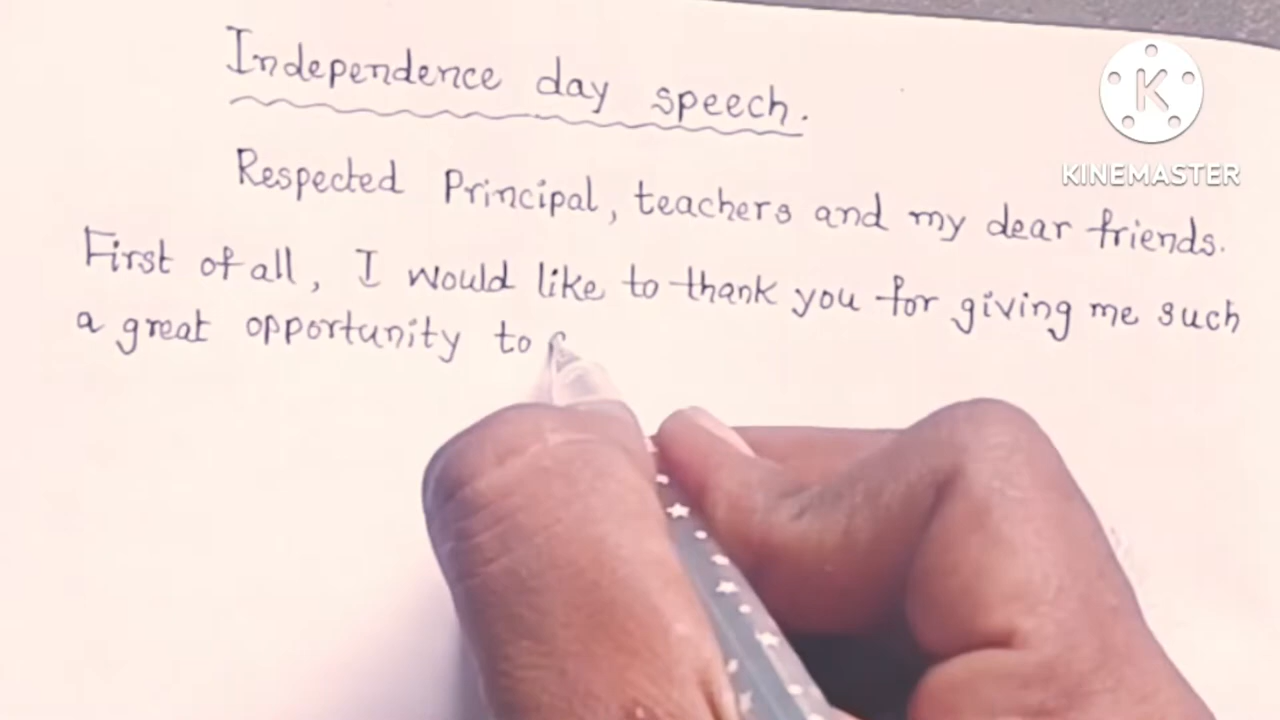 Independence day speech.
Respected Principal, teachers and my dear friends.
First of all, I would like to thank you for giving me such
a great opportunity to
K
KINEMASTER